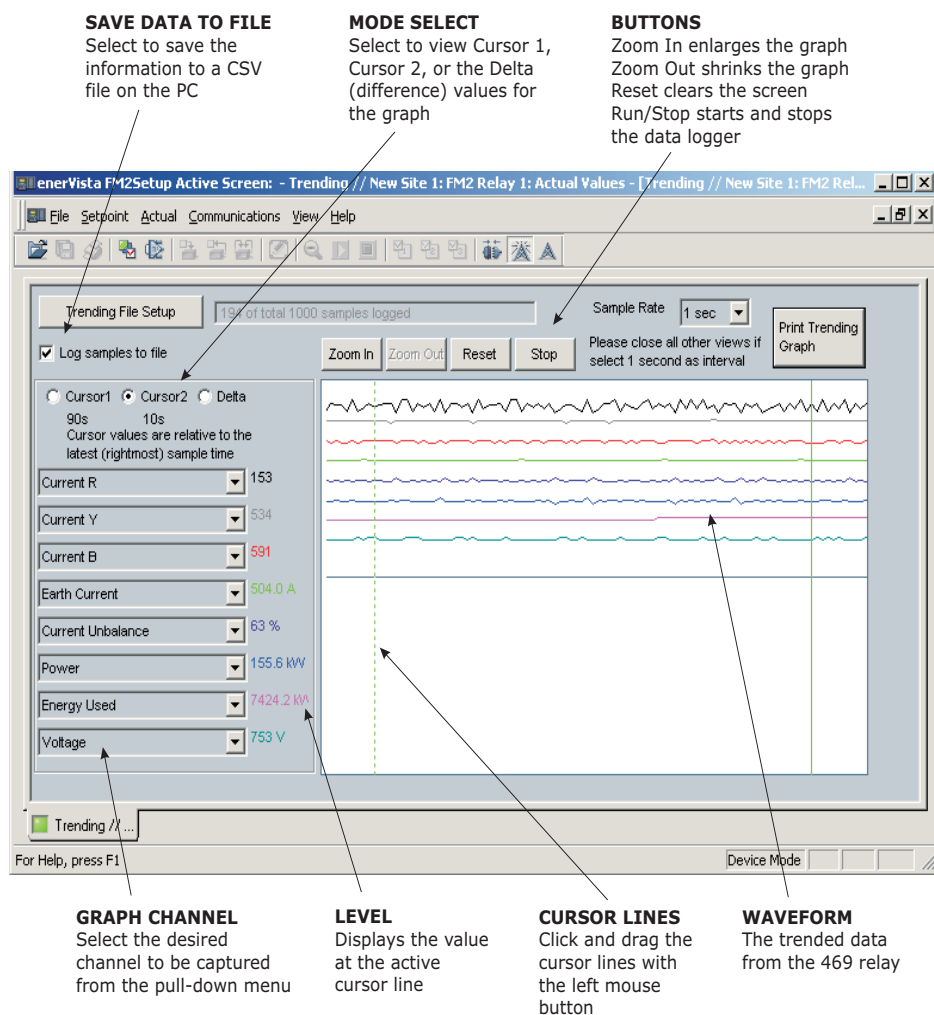 SAVE DATA TO FILE
Select to save the
information to a CSV
file on the PC
MODE SELECT
Select to view Cursor 1,
Cursor 2, or the Delta
(difference) values for
the graph
BUTTONS
Zoom In enlarges the graph
Zoom Out shrinks the graph
Reset clears the screen
Run/Stop starts and stops
the data logger
enerVista FM2Setup Active Screen: - Trending // New Site 1: FM2 Relay 1: Actual Values - [Trending // New Site 1: FM2 Rel...
File Setpoint Actual Communications View Help
Trending File Setup
194 of total 1000 samples logged
Sample Rate
1 sec
Print Trending
Graph
Log samples to file
Zoom In
Zoom Out
Reset
Stop
Please close all other views if
select 1 second as interval
Cursor1 Cursor2 Delta
90s 10s
Cursor values are relative to the
latest (rightmost) sample time
Current R 153
Current Y 534
Current B 591
Earth Current 504.0 A
Current Unbalance 63 %
Power 155.6 kW
Energy Used 7424.2 kW
Voltage 753 V
Trending // ...
For Help, press F1
Device Mode
GRAPH CHANNEL
Select the desired
channel to be captured
from the pull-down menu
LEVEL
Displays the value
at the active
cursor line
CURSOR LINES
Click and drag the
cursor lines with
the left mouse
button
WAVEFORM
The trended data
from the 469 relay